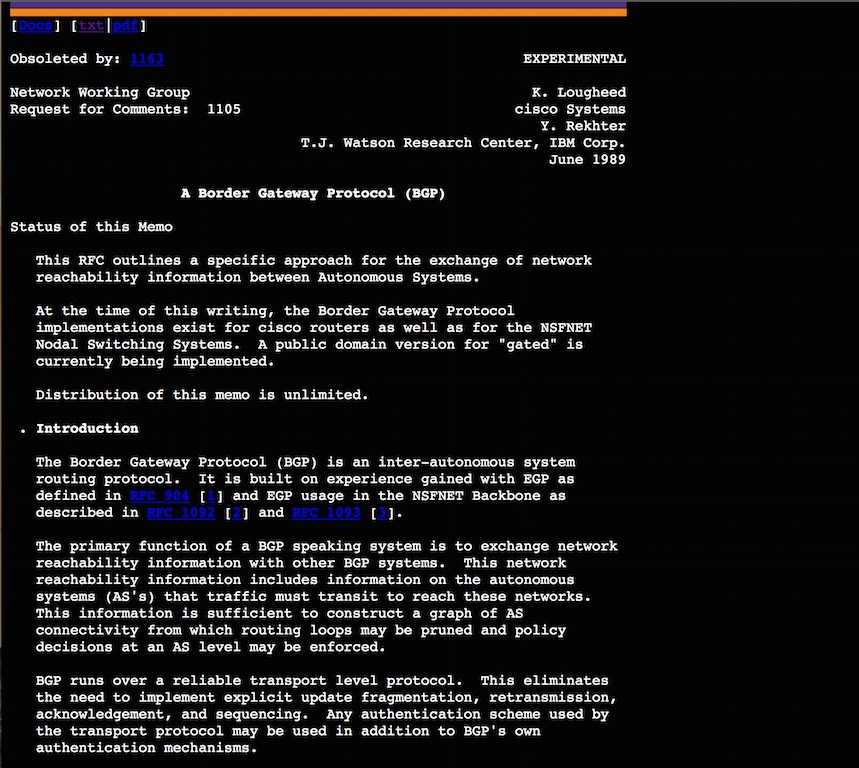 [Docs] [txt|pdf]
Obsoleted by: 1163 EXPERIMENTAL
Network Working Group K. Lougheed
Request for Comments: 1105 cisco Systems
Y. Rekhter
T.J. Watson Research Center, IBM Corp.
June 1989
A Border Gateway Protocol (BGP)
Status of this Memo
This RFC outlines a specific approach for the exchange of network
reachability information between Autonomous Systems.
At the time of this writing, the Border Gateway Protocol
implementations exist for cisco routers as well as for the NSFNET
Nodal Switching Systems. A public domain version for "gated" is
currently being implemented.
Distribution of this memo is unlimited.
. Introduction
The Border Gateway Protocol (BGP) is an inter-autonomous system
routing protocol. It is built on experience gained with EGP as
defined in RFC 904 [1] and EGP usage in the NSFNET Backbone as
described in RFC 1092 [2] and RFC 1093 [3].
The primary function of a BGP speaking system is to exchange network
reachability information with other BGP systems. This network
reachability information includes information on the autonomous
systems (AS's) that traffic must transit to reach these networks.
This information is sufficient to construct a graph of AS
connectivity from which routing loops may be pruned and policy
decisions at an AS level may be enforced.
BGP runs over a reliable transport level protocol. This eliminates
the need to implement explicit update fragmentation, retransmission,
acknowledgement, and sequencing. Any authentication scheme used by
the transport protocol may be used in addition to BGP's own
authentication mechanisms.